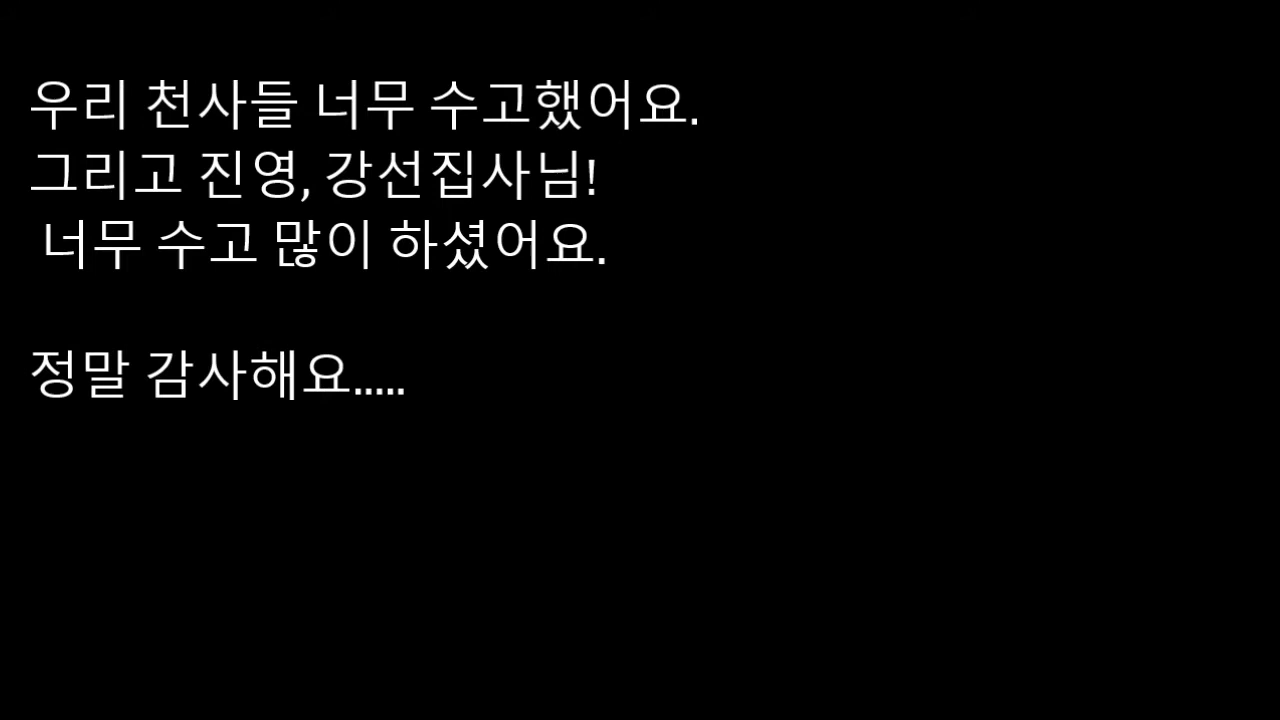 우리 천사들 너무 수고했어요.
그리고 진영, 강선집사님!
너무 수고 많이 하셨어요.
정말 감사해요.....